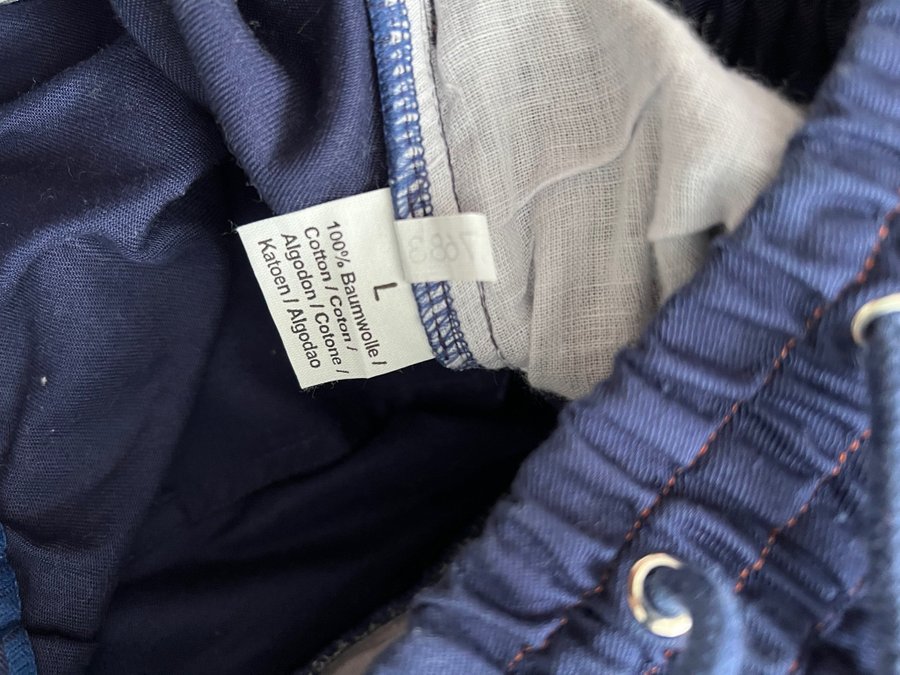 L
100% Baumwolle /
Cotton / Coton /
Algodon / Cotone /
Katoen / Algodao